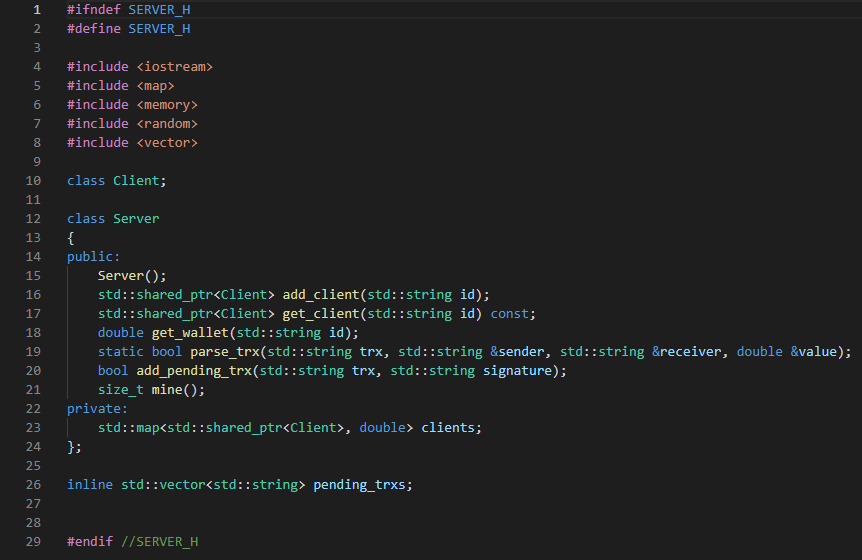 1 #ifndef SERVER_H
2 #define SERVER_H
3
4 #include <iostream>
5 #include <map>
6 #include <memory>
7 #include <random>
8 #include <vector>
9
10 class Client;
11
12 class Server
13 {
14 public:
15     Server();
16     std::shared_ptr<Client> add_client(std::string id);
17     std::shared_ptr<Client> get_client(std::string id) const;
18     double get_wallet(std::string id);
19     static bool parse_trx(std::string trx, std::string &sender, std::string &receiver, double &value);
20     bool add_pending_trx(std::string trx, std::string signature);
21     size_t mine();
22 private:
23     std::map<std::shared_ptr<Client>, double> clients;
24 };
25
26 inline std::vector<std::string> pending_trxs;
27
28
29 #endif //SERVER_H